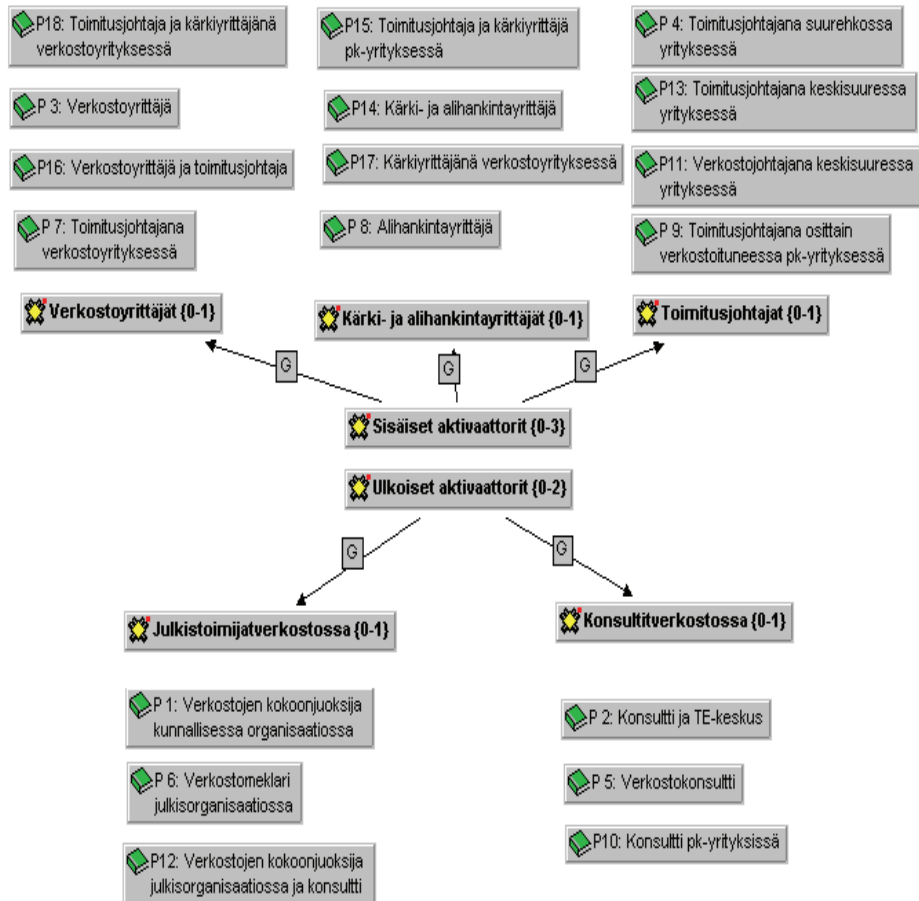 P18: Toimitusjohtaja ja kärkiyrittäjänä
verkostoyrityksessä
P 3: Verkostoyrittäjä
P16: Verkostoyrittäjä ja toimitusjohtaja
P 7: Toimitusjohtajana
verkostoyrityksessä
P15: Toimitusohtaja ja kärkiyrittäjä
pk-yrityksessä
P14: Kärki- ja alihankintayrittäjä
P17: Kärkiyrittäjänä verkostoyrityksessä
P 8: Alihankintayrittäjä
P 4: Toimitusjohtajana suurehkossa
yrityksessä
P13: Toimitusjohtajana keskisuuressa
yrityksessä
P11: Verkostojohtajana keskisuuressa
yrityksessä
P 9: Toimitusjohtajana osittain
verkostoituneessa pk-yrityksessä
Verkostoyrittäjät {0-1}
Kärki- ja alihankintayrittäjät {0-1}
Toimitusjohtajat {0-1}
G
G
G
Sisäiset aktivaattorit {0-3}
Ulkoiset aktivaattorit {0-2}
G
G
Julkistoimijatverkostossa {0-1}
Konsultitverkostossa {0-1}
P 1: Verkostojen kokoonjuoksija
kunnallisessa organisaatiossa
P 6: Verkostomeklari
julkisorganisaatiossa
P12: Verkostojen kokoonjuoksija
julkisorganisaatiossa ja konsultti
P 2: Konsultti ja TE-keskus
P 5: Verkostokonsultti
P10: Konsultti pk-yrityksissä